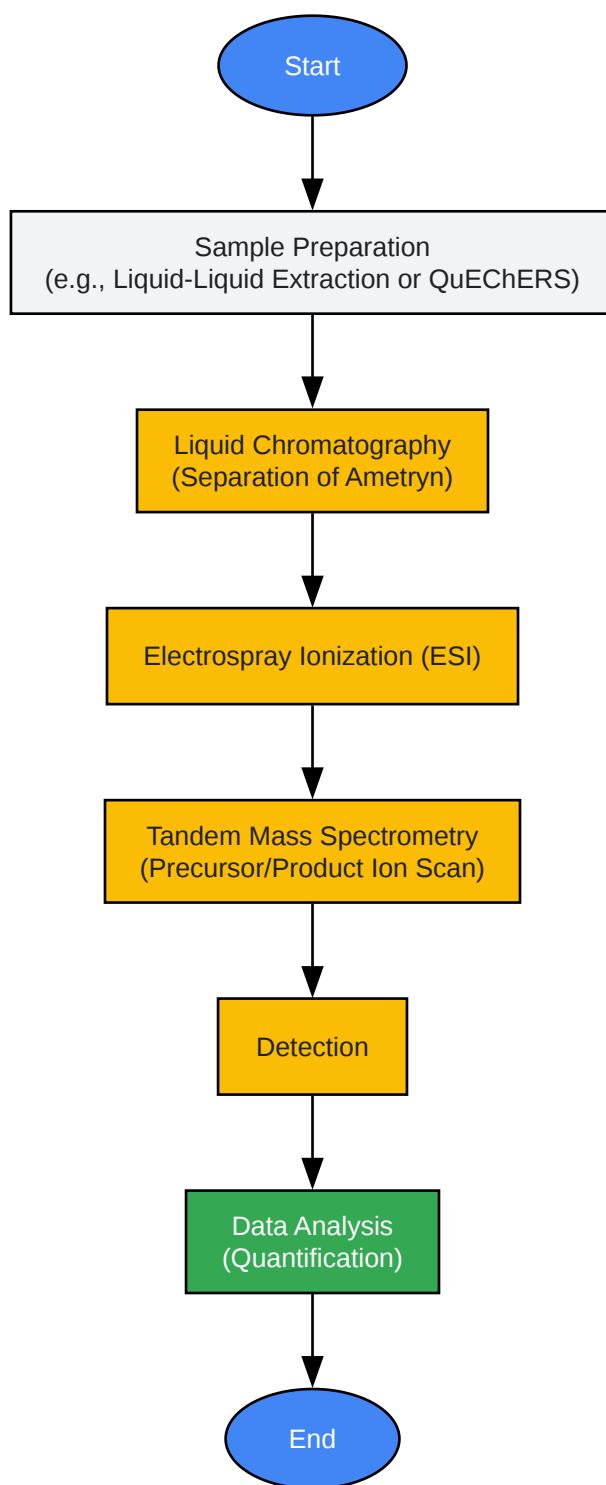 Start
Sample Preparation
(e.g., Liquid-Liquid Extraction or QuEChERS)
Liquid Chromatography
(Separation of Ametryn)
Electrospray Ionization (ESI)
Tandem Mass Spectrometry
(Precursor/Product Ion Scan)
Detection
Data Analysis
(Quantification)
End